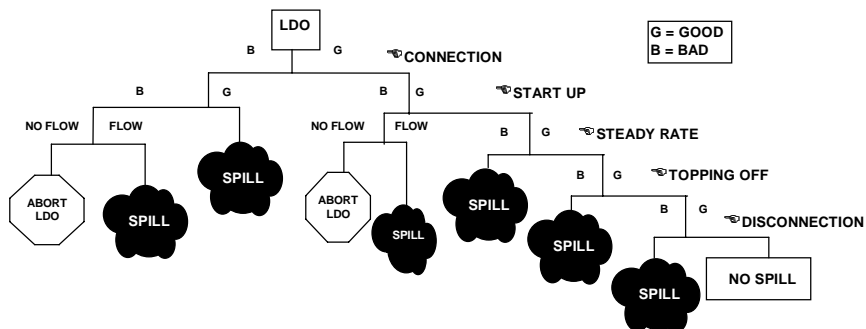 LDO
G = GOOD
B = BAD
B G ☜CONNECTION
B G B G ☜START UP
NO FLOW FLOW NO FLOW FLOW B G ☜STEADY RATE
B G ☜TOPPING OFF
SPILL
ABORT
LDO
SPILL
ABORT
LDO
SPILL
SPILL
B G ☜DISCONNECTION
SPILL
SPILL
NO SPILL